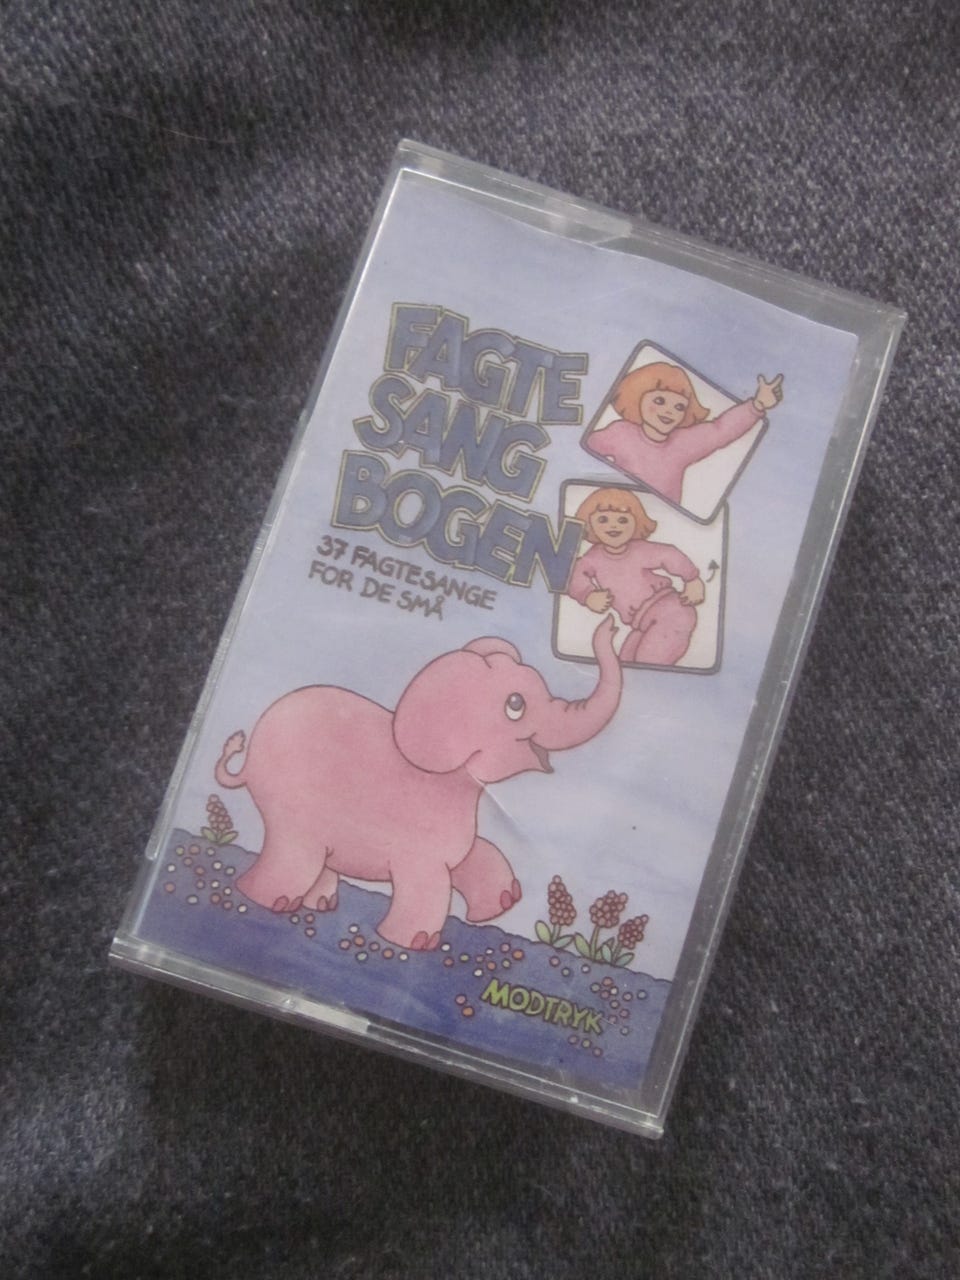 FAGTE
SANG
BOGEN
37 FAGTESANGE
FOR DE SMÅ
MODTRYK